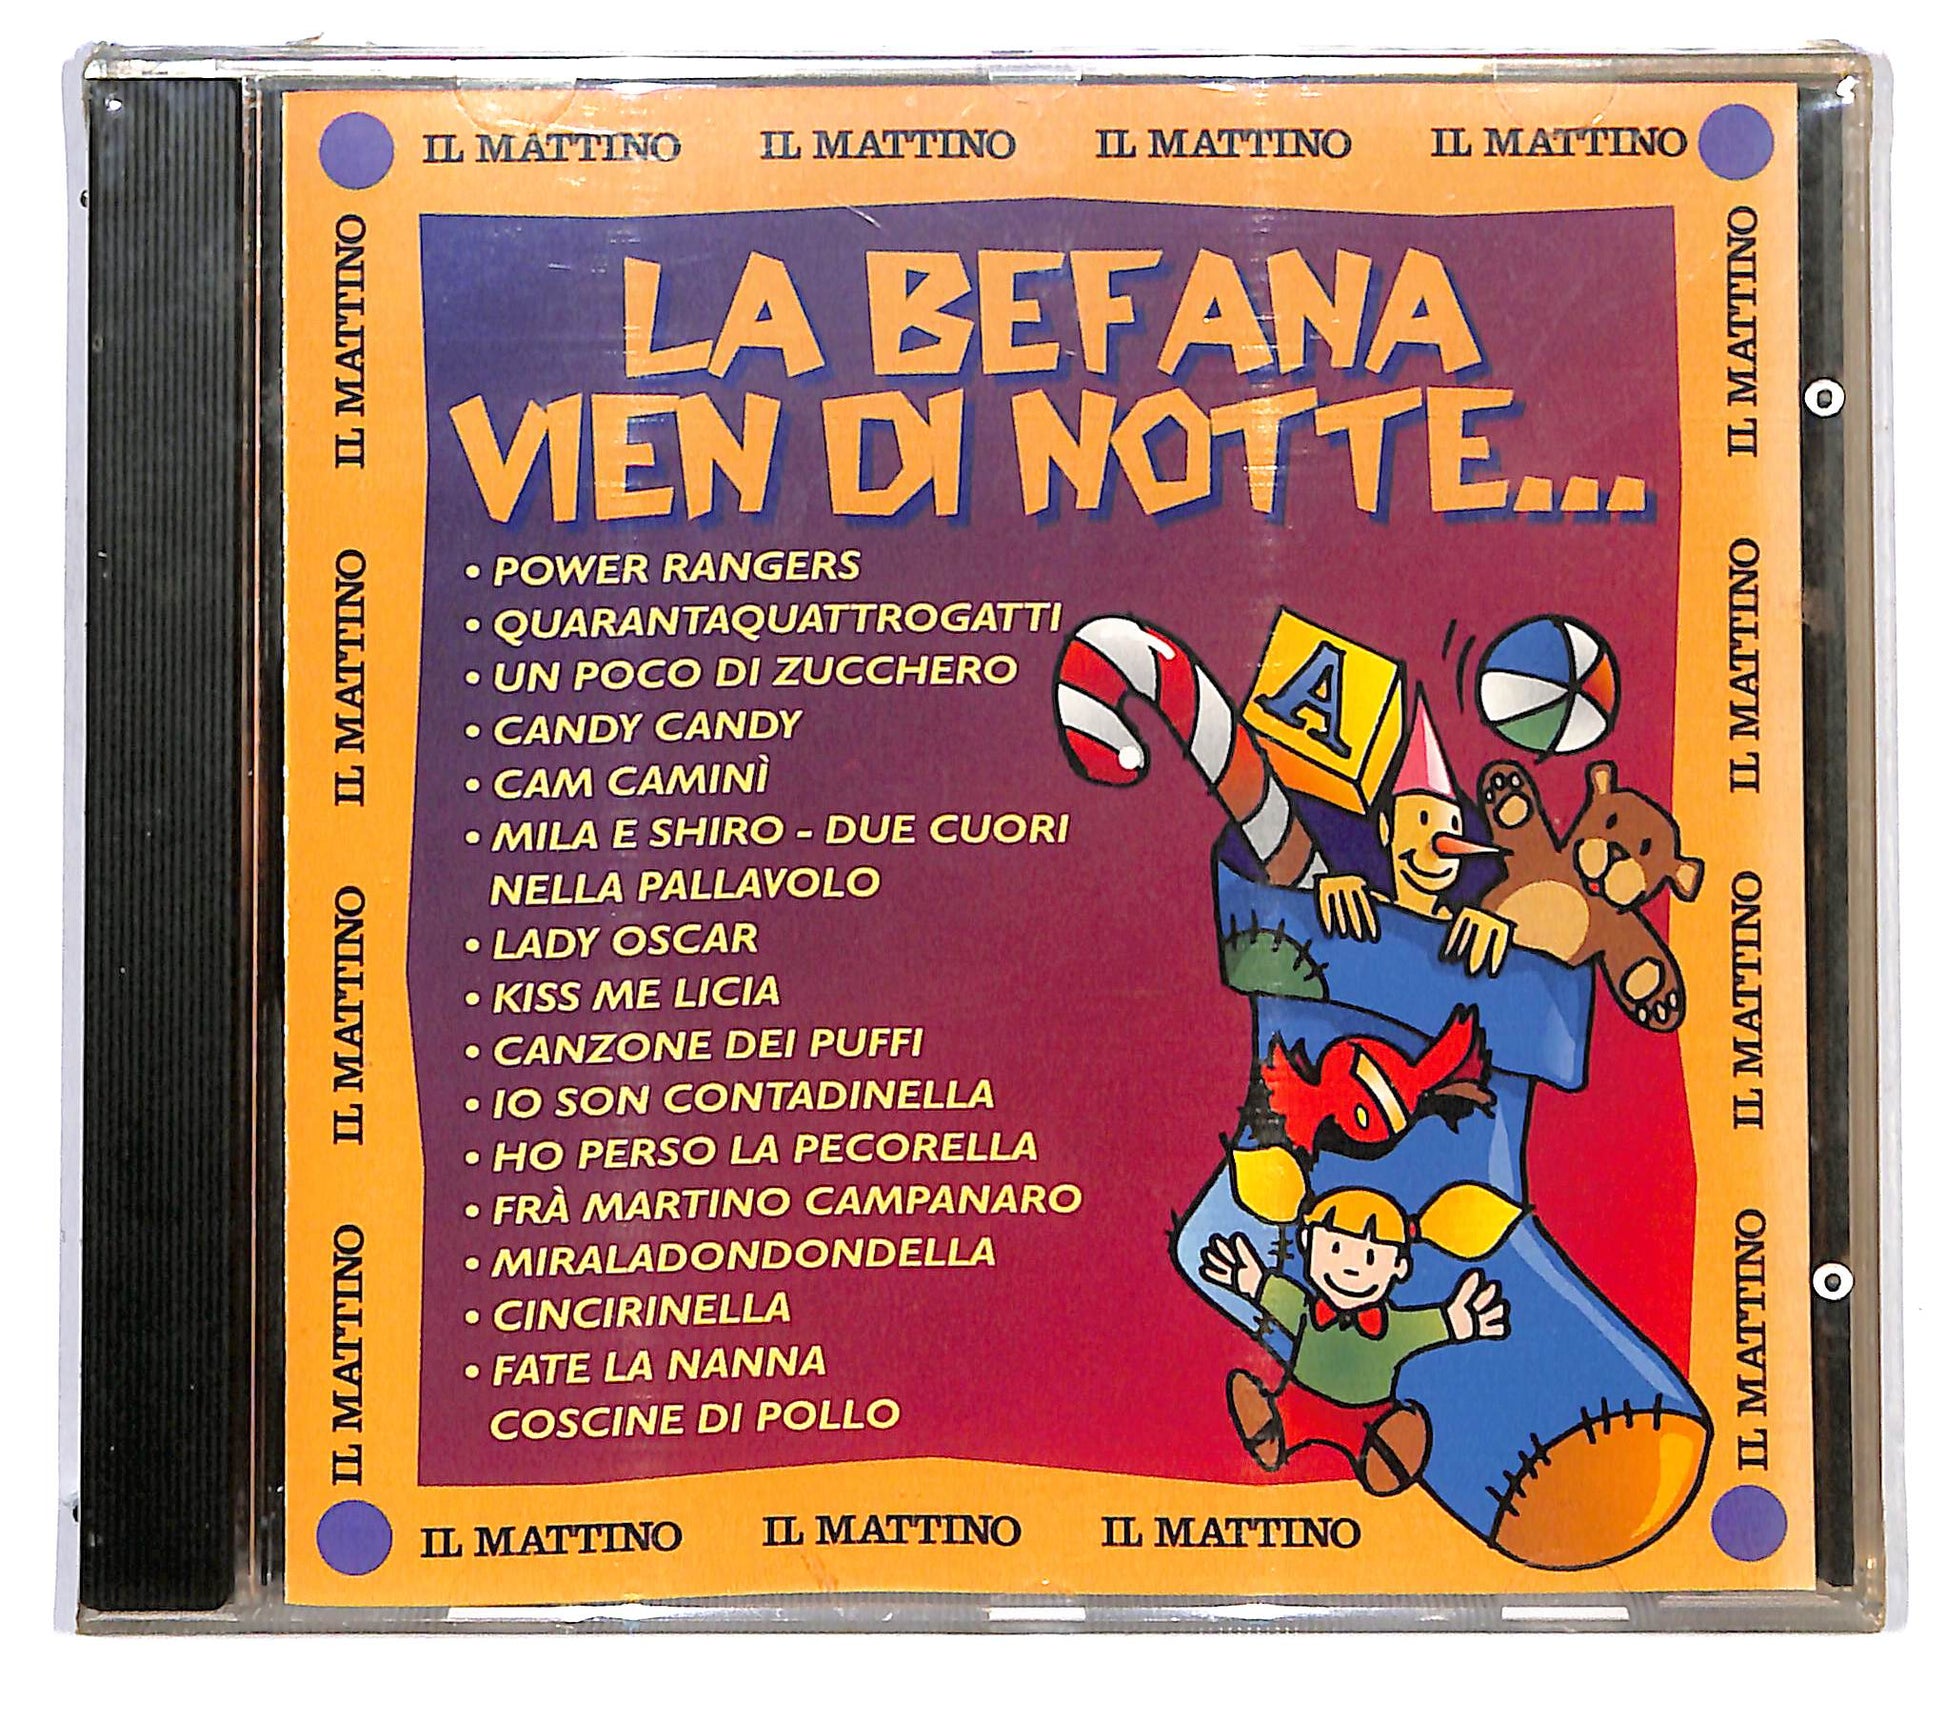 IL MATTINO IL MATTINO IL MATTINO IL MATTINO
IL MATTINO
IL MATTINO
IL MATTINO
IL MATTINO
LA BEFANA
VIEN DI NOTTE...
• POWER RANGERS
• QUARANTAQUATTROGATTI
• UN POCO DI ZUCCHERO
• CANDY CANDY
• CAM CAMINÌ
• MILA E SHIRO - DUE CUORI
NELLA PALLAVOLO
• LADY OSCAR
• KISS ME LICIA
• CANZONE DEI PUFFI
• IO SON CONTADINELLA
• HO PERSO LA PECORELLA
• FRÀ MARTINO CAMPANARO
• MIRALADONDONDELLA
• CINCIRINELLA
• FATE LA NANNA
COSCINE DI POLLO
A
IL MATTINO
IL MATTINO
IL MATTINO
IL MATTINO
IL MATTINO IL MATTINO IL MATTINO